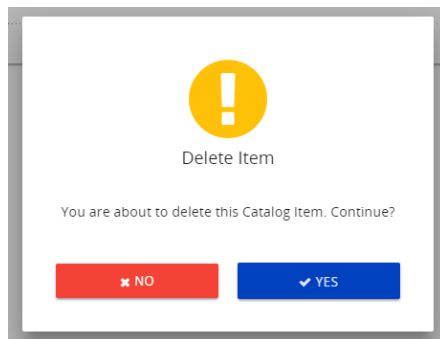 Delete Item
You are about to delete this Catalog Item. Continue?
✖ NO
✔ YES